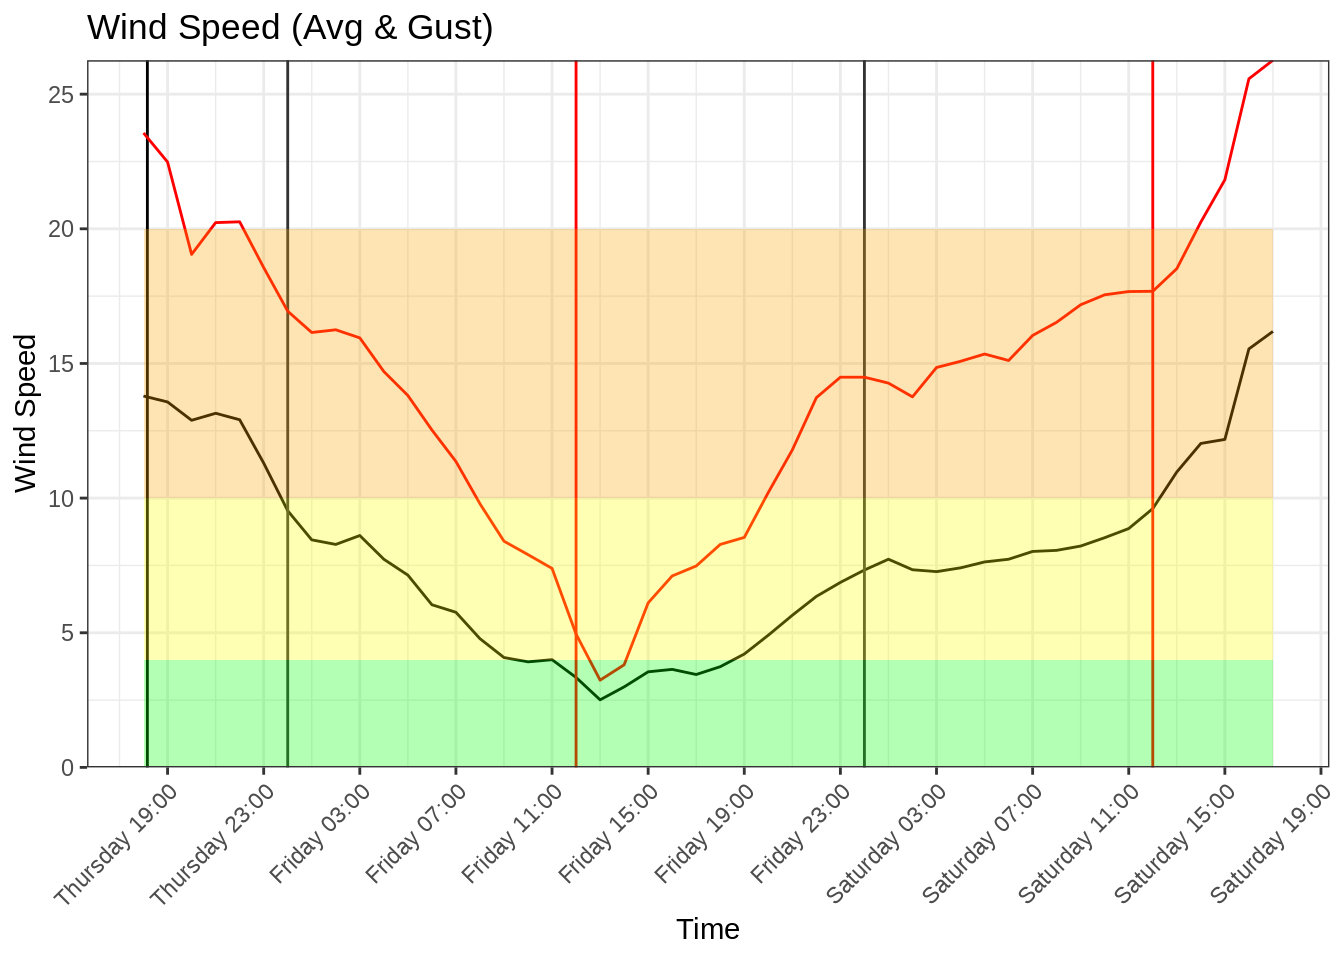 Wind Speed (Avg & Gust)
Wind Speed
25
20
15
10
5
0
Thursday 19:00
Thursday 23:00
Friday 03:00
Friday 07:00
Friday 11:00
Friday 15:00
Friday 19:00
Friday 23:00
Saturday 03:00
Saturday 07:00
Saturday 11:00
Saturday 15:00
Saturday 19:00
Time